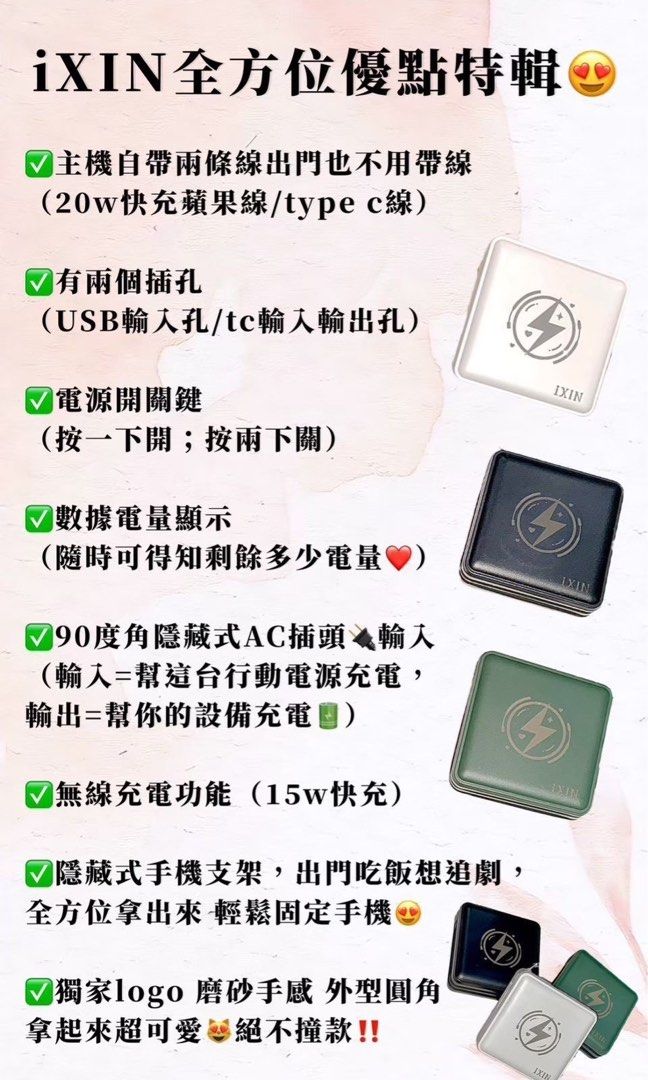 iXIN全方位優點特輯😍
✅主機自帶兩條線出門也不用帶線
（20w快充蘋果線/type c線）
✅有兩個插孔
（USB輸入孔/tc輸入輸出孔）
iXIN
✅電源開關鍵
（按一下開；按兩下關）
✅數據電量顯示
（隨時可得知剩餘多少電量❤️）
iXIN
✅90度角隱藏式AC插頭🔌輸入
（輸入=幫這台行動電源充電，
輸出=幫你的設備充電🔋）
iXIN
✅無線充電功能（15w快充）
✅隱藏式手機支架，出門吃飯想追劇，
全方位拿出來 輕鬆固定手機😍
✅獨家logo 磨砂手感 外型圓角
拿起來超可愛😻絕不撞款‼️
iXIN